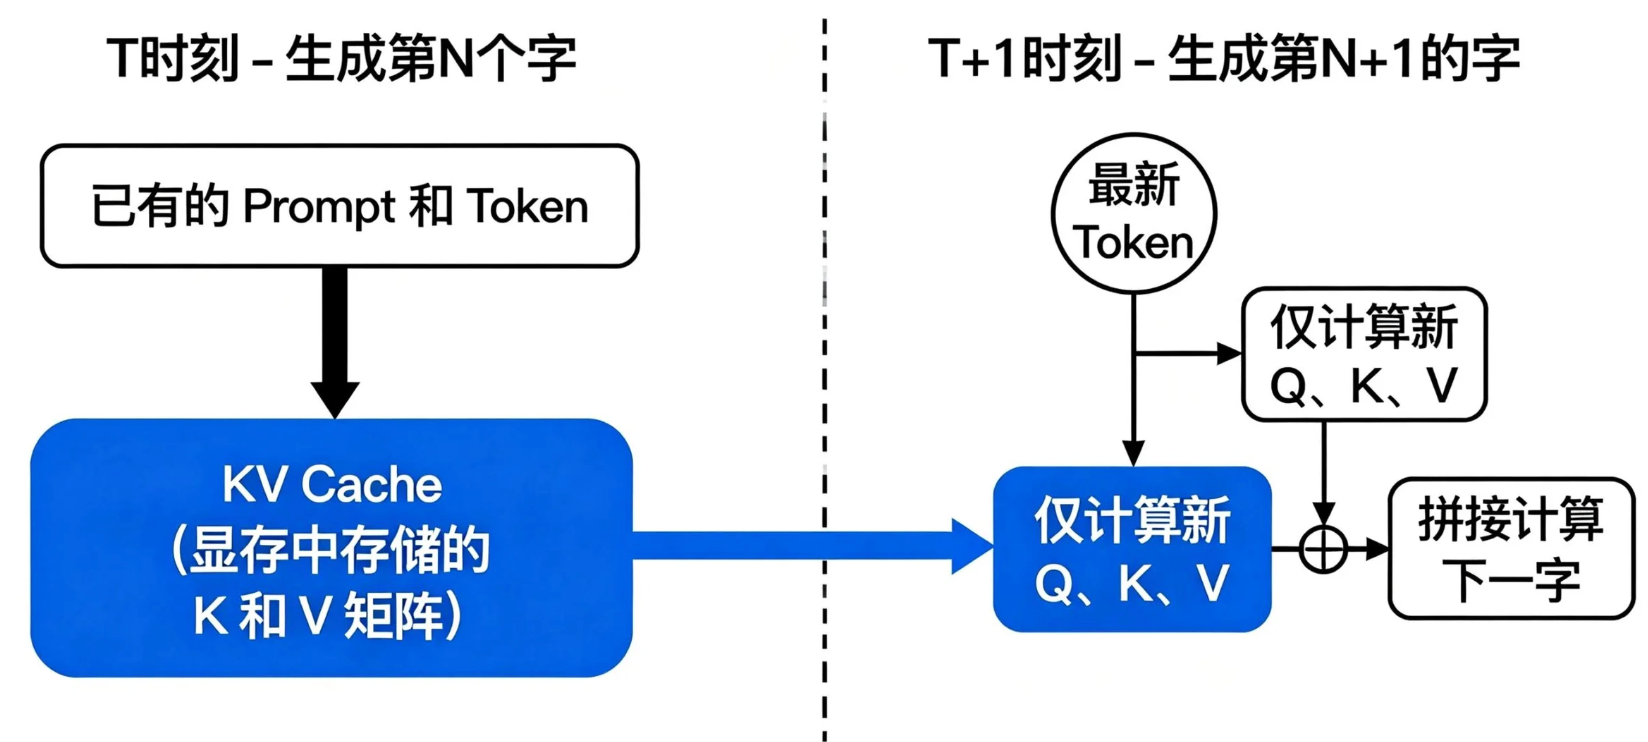 T时刻 – 生成第N个字
已有的 Prompt 和 Token
KV Cache
(显存中存储的
K 和 V 矩阵)
T+1时刻 – 生成第N+1的字
最新
Token
仅计算新
Q、K、V
仅计算新
Q、K、V
拼接计算
下一字